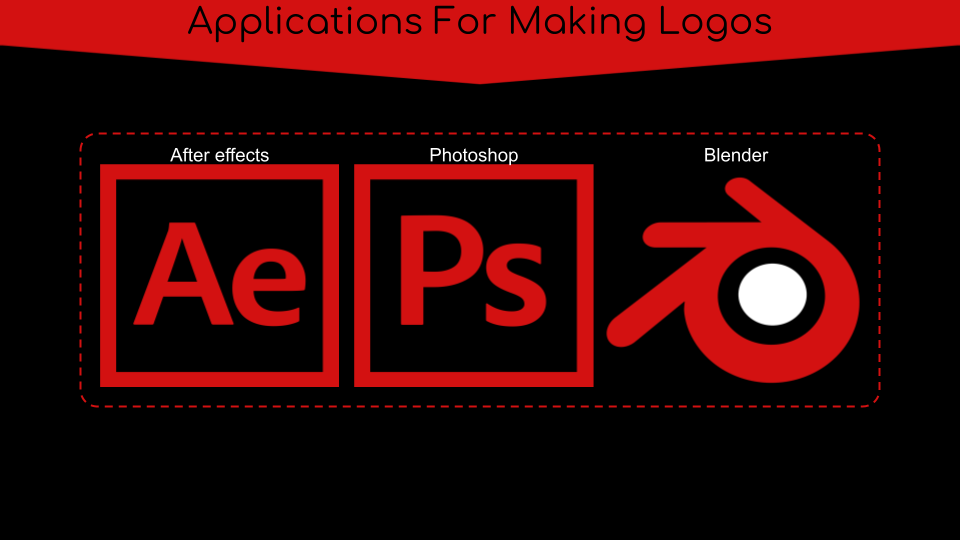 Applications For Making Logos
After effects
Photoshop
Blender
Ae
Ps